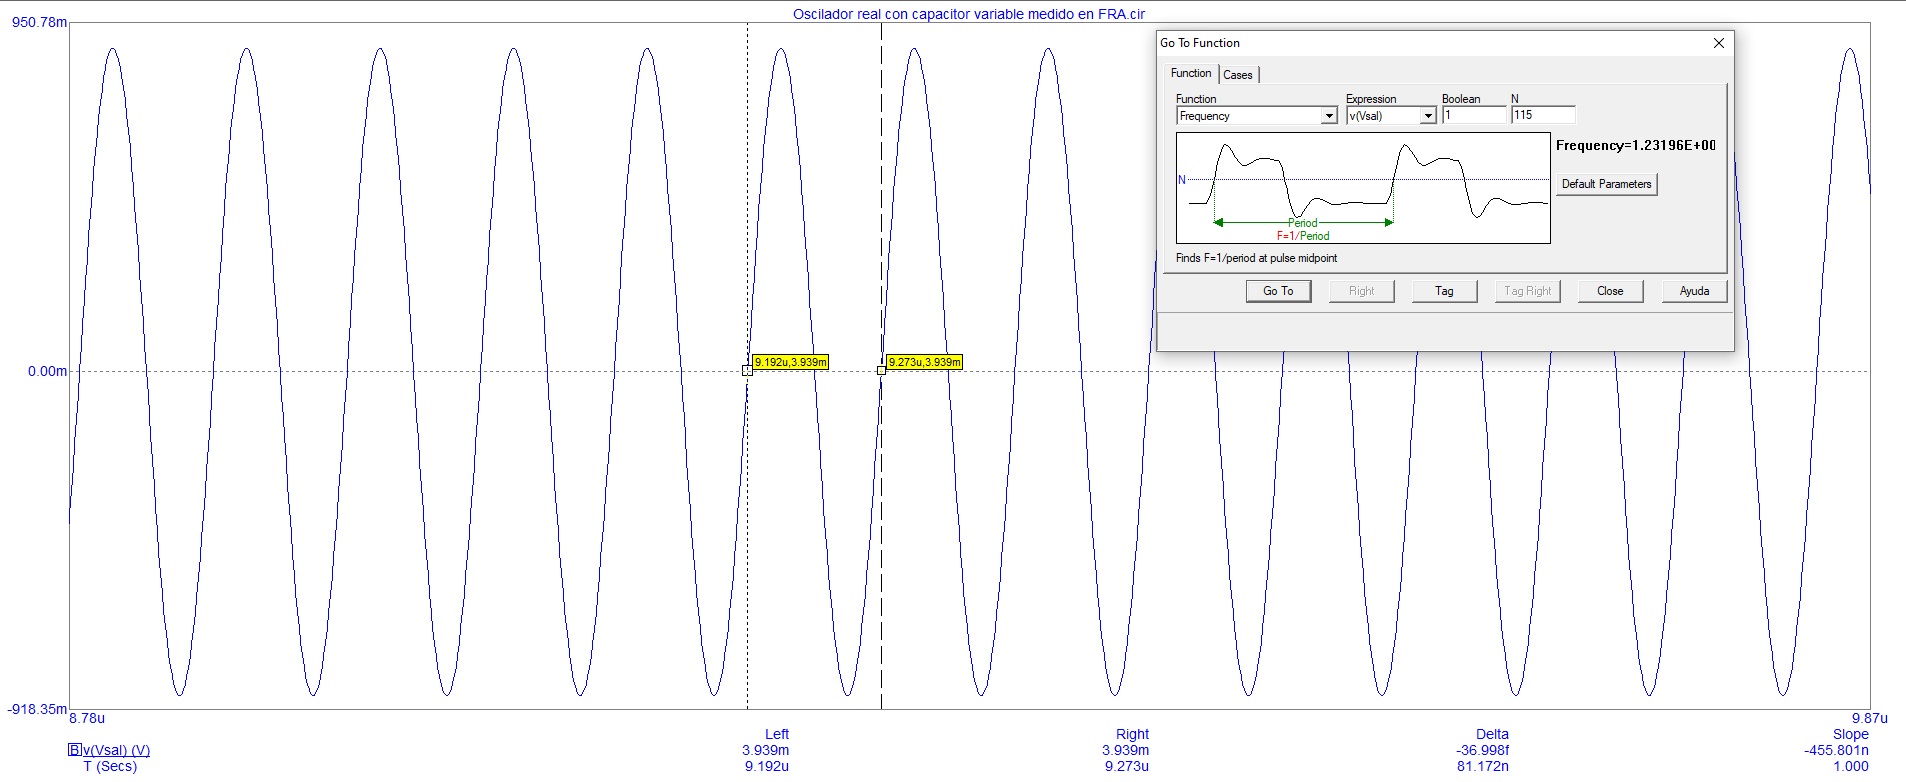 Oscilador real con capacitor variable medido en FRA.cir
950.78m
0.00m
-918.35m
8.78u
9.87u
9.192u,3.939m
9.273u,3.939m
Left Right Delta Slope
B v(Vsal) (V) 3.939m 3.939m -36.998f -455.801n
T (Secs) 9.192u 9.273u 81.172n 1.000
Go To Function
Function Cases
Function Expression Boolean N
Frequency v(Vsal) 1 115
N
Period
F=1/Period
Frequency=1.23196E+00
Default Parameters
Finds F=1/period at pulse midpoint
Go To Right Tag Tag Right Close Ayuda